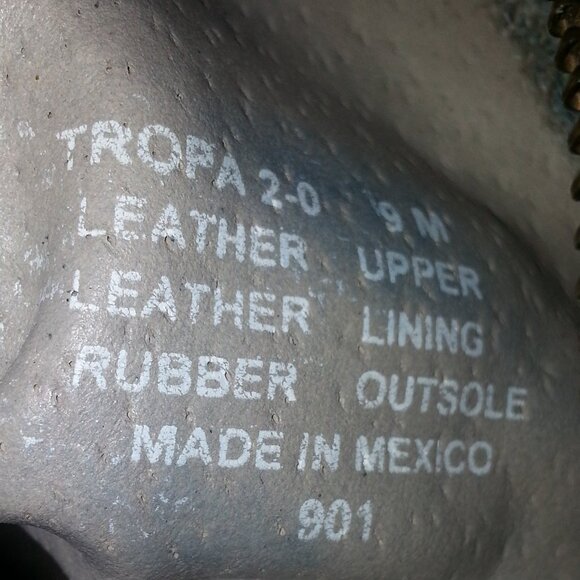 TROPA 2-0 9 M
LEATHER UPPER
LEATHER LINING
RUBBER OUTSOLE
MADE IN MEXICO
901